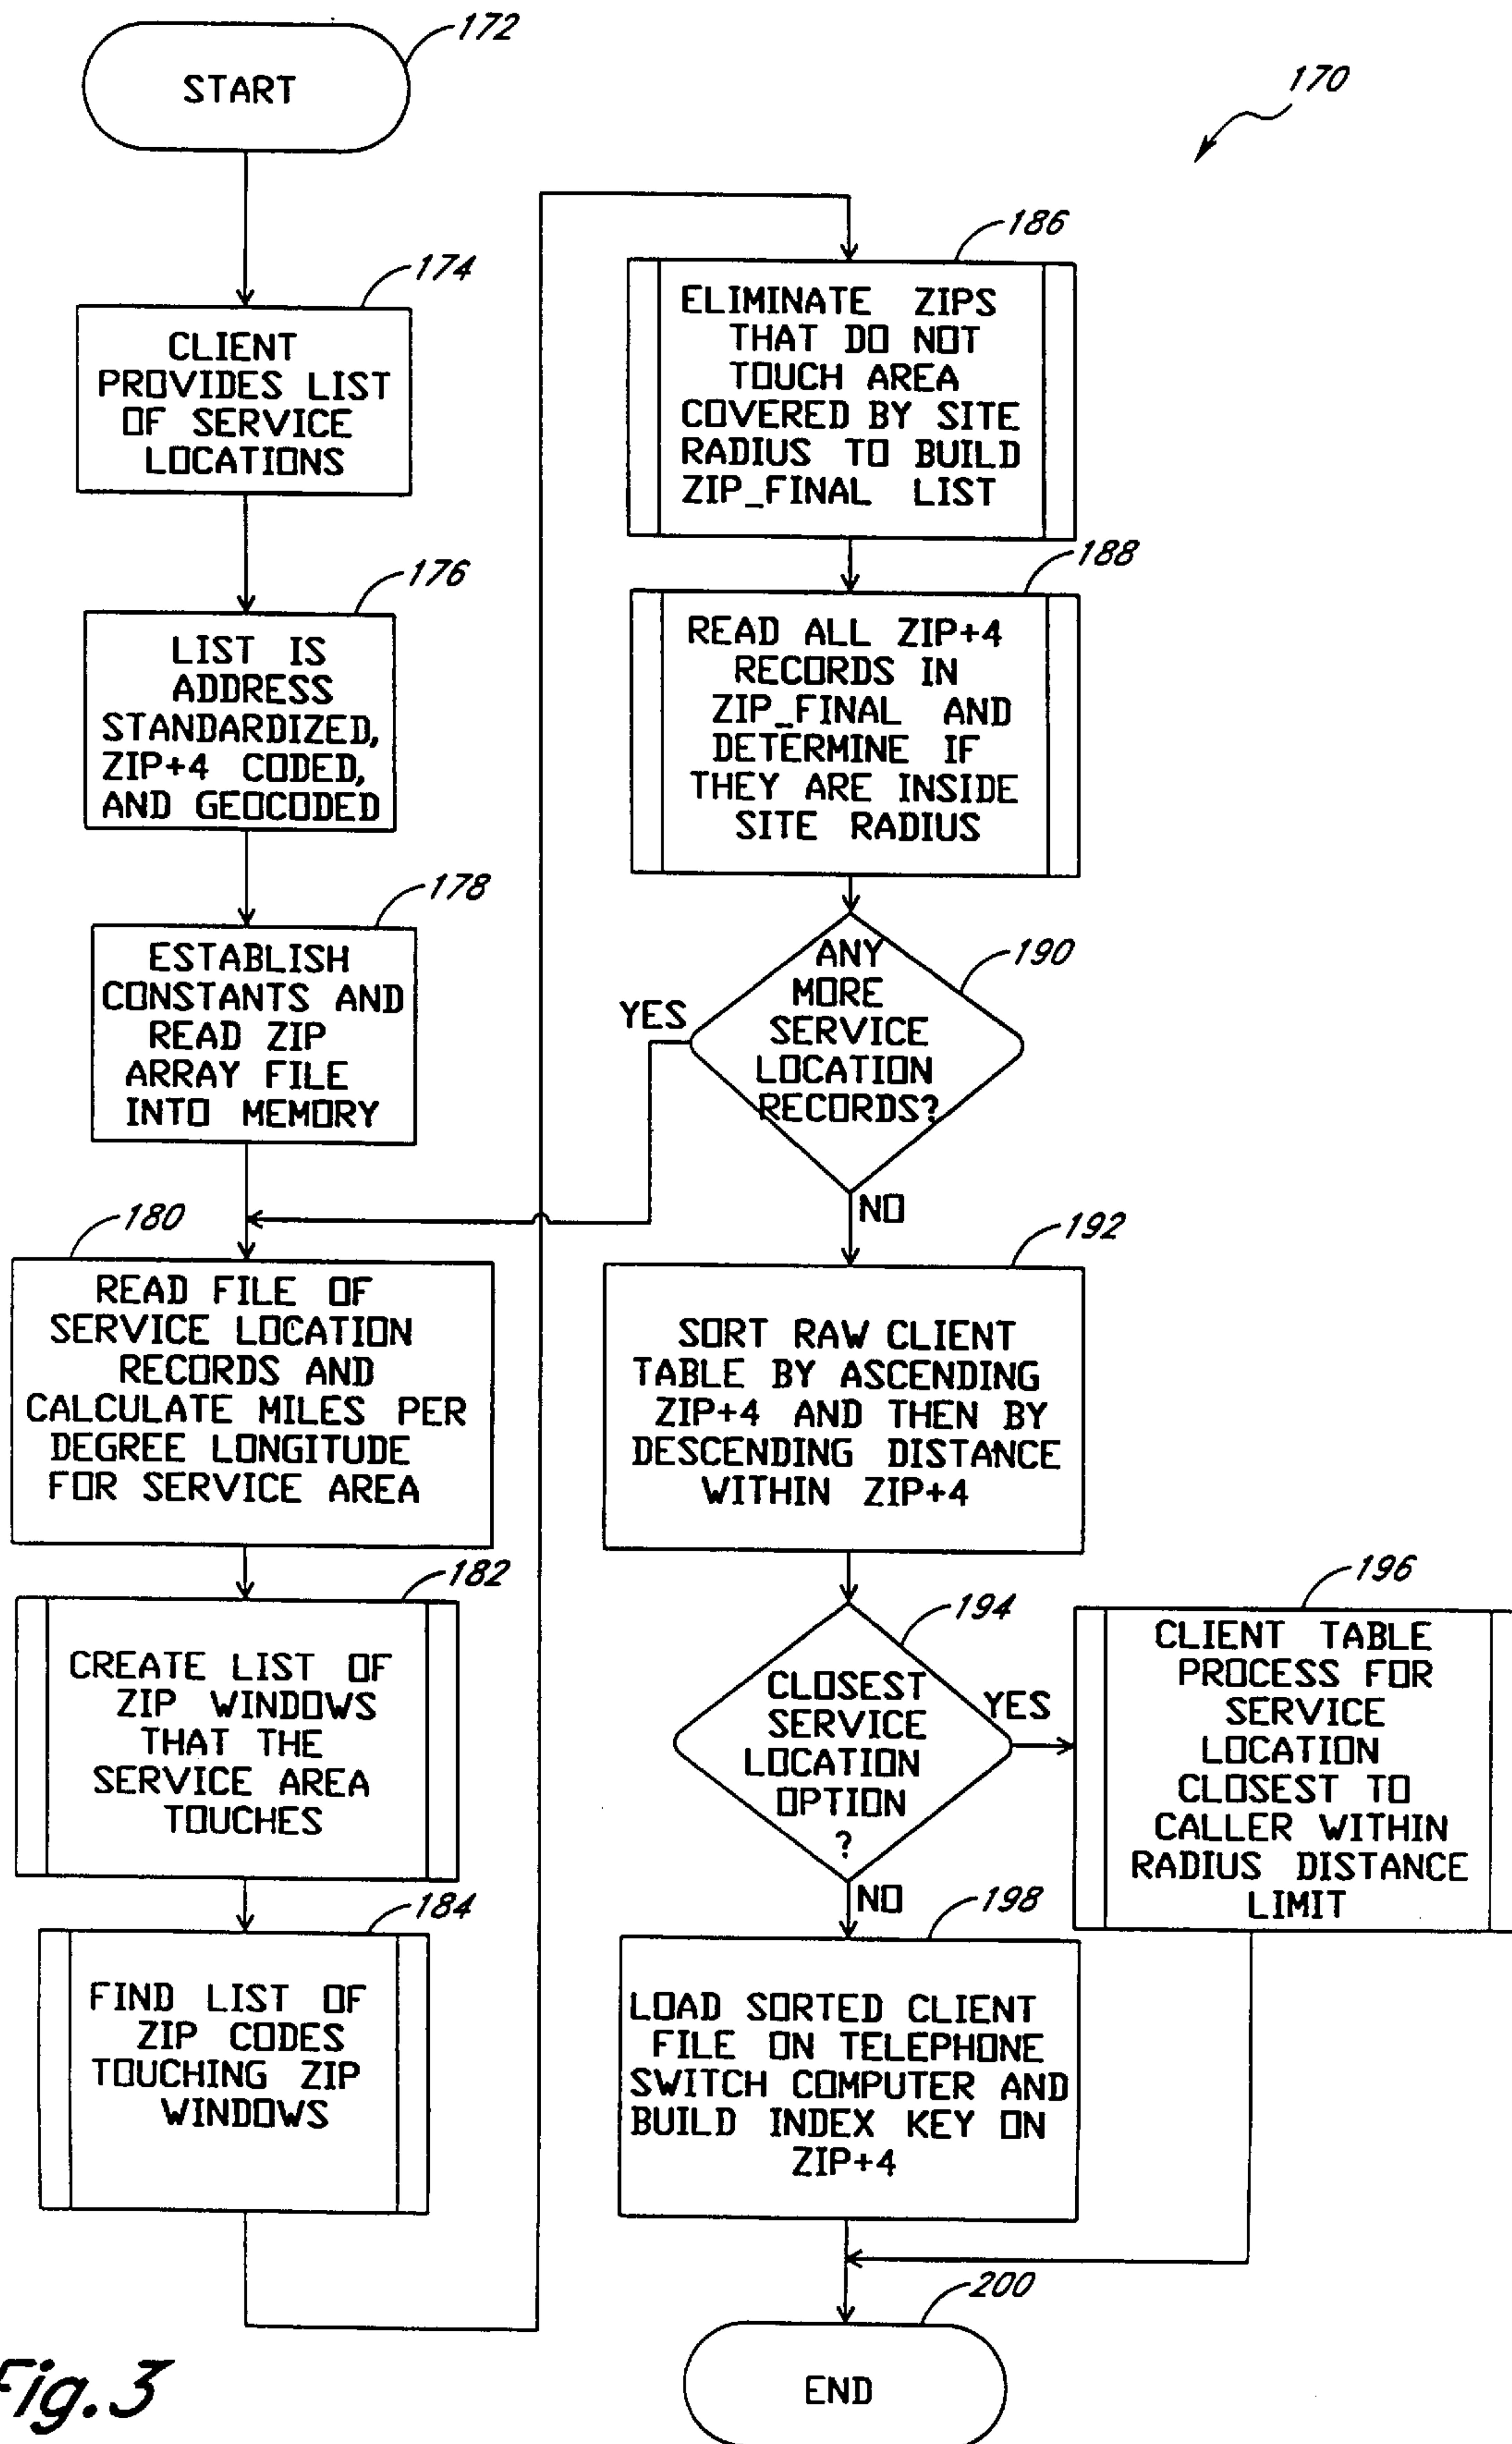 172
START
170
174
CLIENT
PROVIDES LIST
OF SERVICE
LOCATIONS
176
LIST IS
ADDRESS
STANDARDIZED,
ZIP+4 CODED,
AND GEOCODED
178
ESTABLISH
CONSTANTS AND
READ ZIP
ARRAY FILE
INTO MEMORY
180
READ FILE OF
SERVICE LOCATION
RECORDS AND
CALCULATE MILES PER
DEGREE LONGITUDE
FOR SERVICE AREA
182
CREATE LIST OF
ZIP WINDOWS
THAT THE
SERVICE AREA
TOUCHES
184
FIND LIST OF
ZIP CODES
TOUCHING ZIP
WINDOWS
186
ELIMINATE ZIPS
THAT DO NOT
TOUCH AREA
COVERED BY SITE
RADIUS TO BUILD
ZIP_FINAL LIST
188
READ ALL ZIP+4
RECORDS IN
ZIP_FINAL AND
DETERMINE IF
THEY ARE INSIDE
SITE RADIUS
190
ANY
MORE
SERVICE
LOCATION
RECORDS?
YES
NO
192
SORT RAW CLIENT
TABLE BY ASCENDING
ZIP+4 AND THEN BY
DESCENDING DISTANCE
WITHIN ZIP+4
194
CLOSEST
SERVICE
LOCATION
OPTION
?
YES
NO
196
CLIENT TABLE
PROCESS FOR
SERVICE
LOCATION
CLOSEST TO
CALLER WITHIN
RADIUS DISTANCE
LIMIT
198
LOAD SORTED CLIENT
FILE ON TELEPHONE
SWITCH COMPUTER AND
BUILD INDEX KEY ON
ZIP+4
200
END
Fig. 3